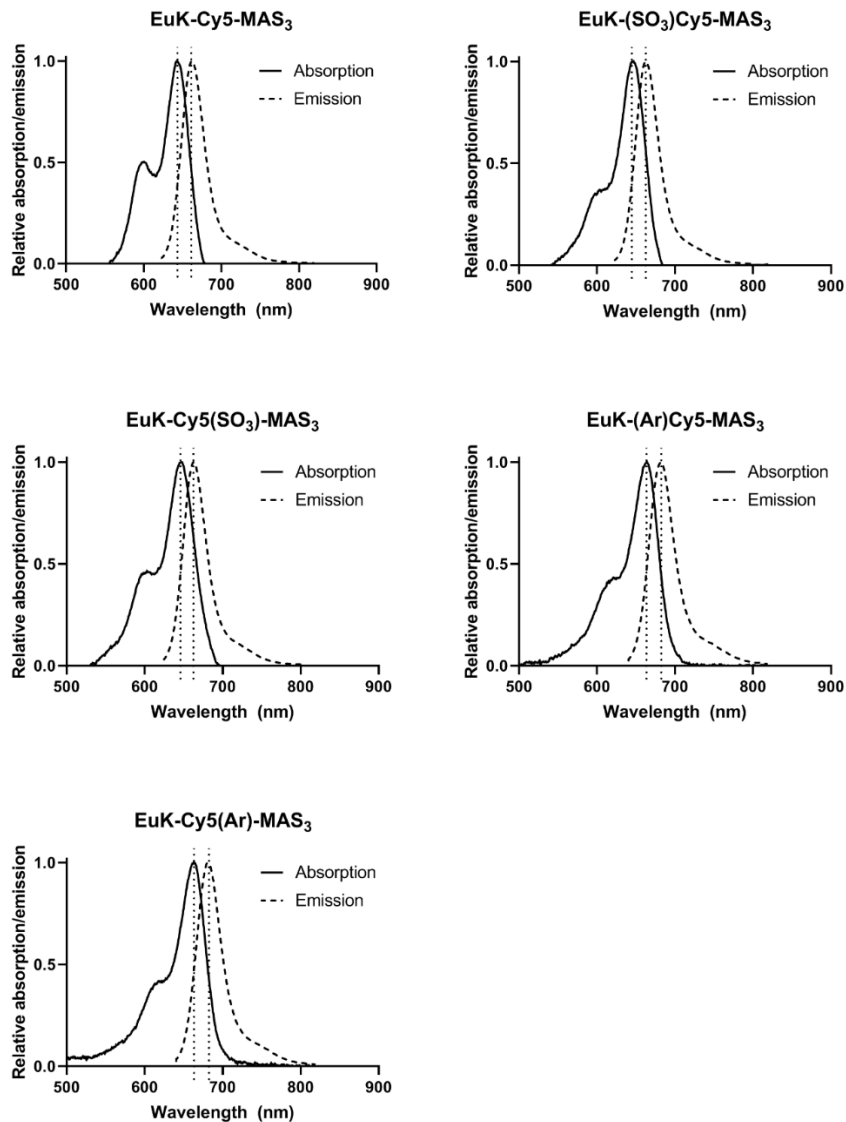 EuK-Cy5-MAS₃
Relative absorption/emission
1.0
0.5
0.0
500 600 700 800 900
Wavelength (nm)
Absorption
Emission
EuK-(SO₃)Cy5-MAS₃
Relative absorption/emission
1.0
0.5
0.0
500 600 700 800 900
Wavelength (nm)
Absorption
Emission
EuK-Cy5(SO₃)-MAS₃
Relative absorption/emission
1.0
0.5
0.0
500 600 700 800 900
Wavelength (nm)
Absorption
Emission
EuK-(Ar)Cy5-MAS₃
Relative absorption/emission
1.0
0.5
0.0
500 600 700 800 900
Wavelength (nm)
Absorption
Emission
EuK-Cy5(Ar)-MAS₃
Relative absorption/emission
1.0
0.5
0.0
500 600 700 800 900
Wavelength (nm)
Absorption
Emission